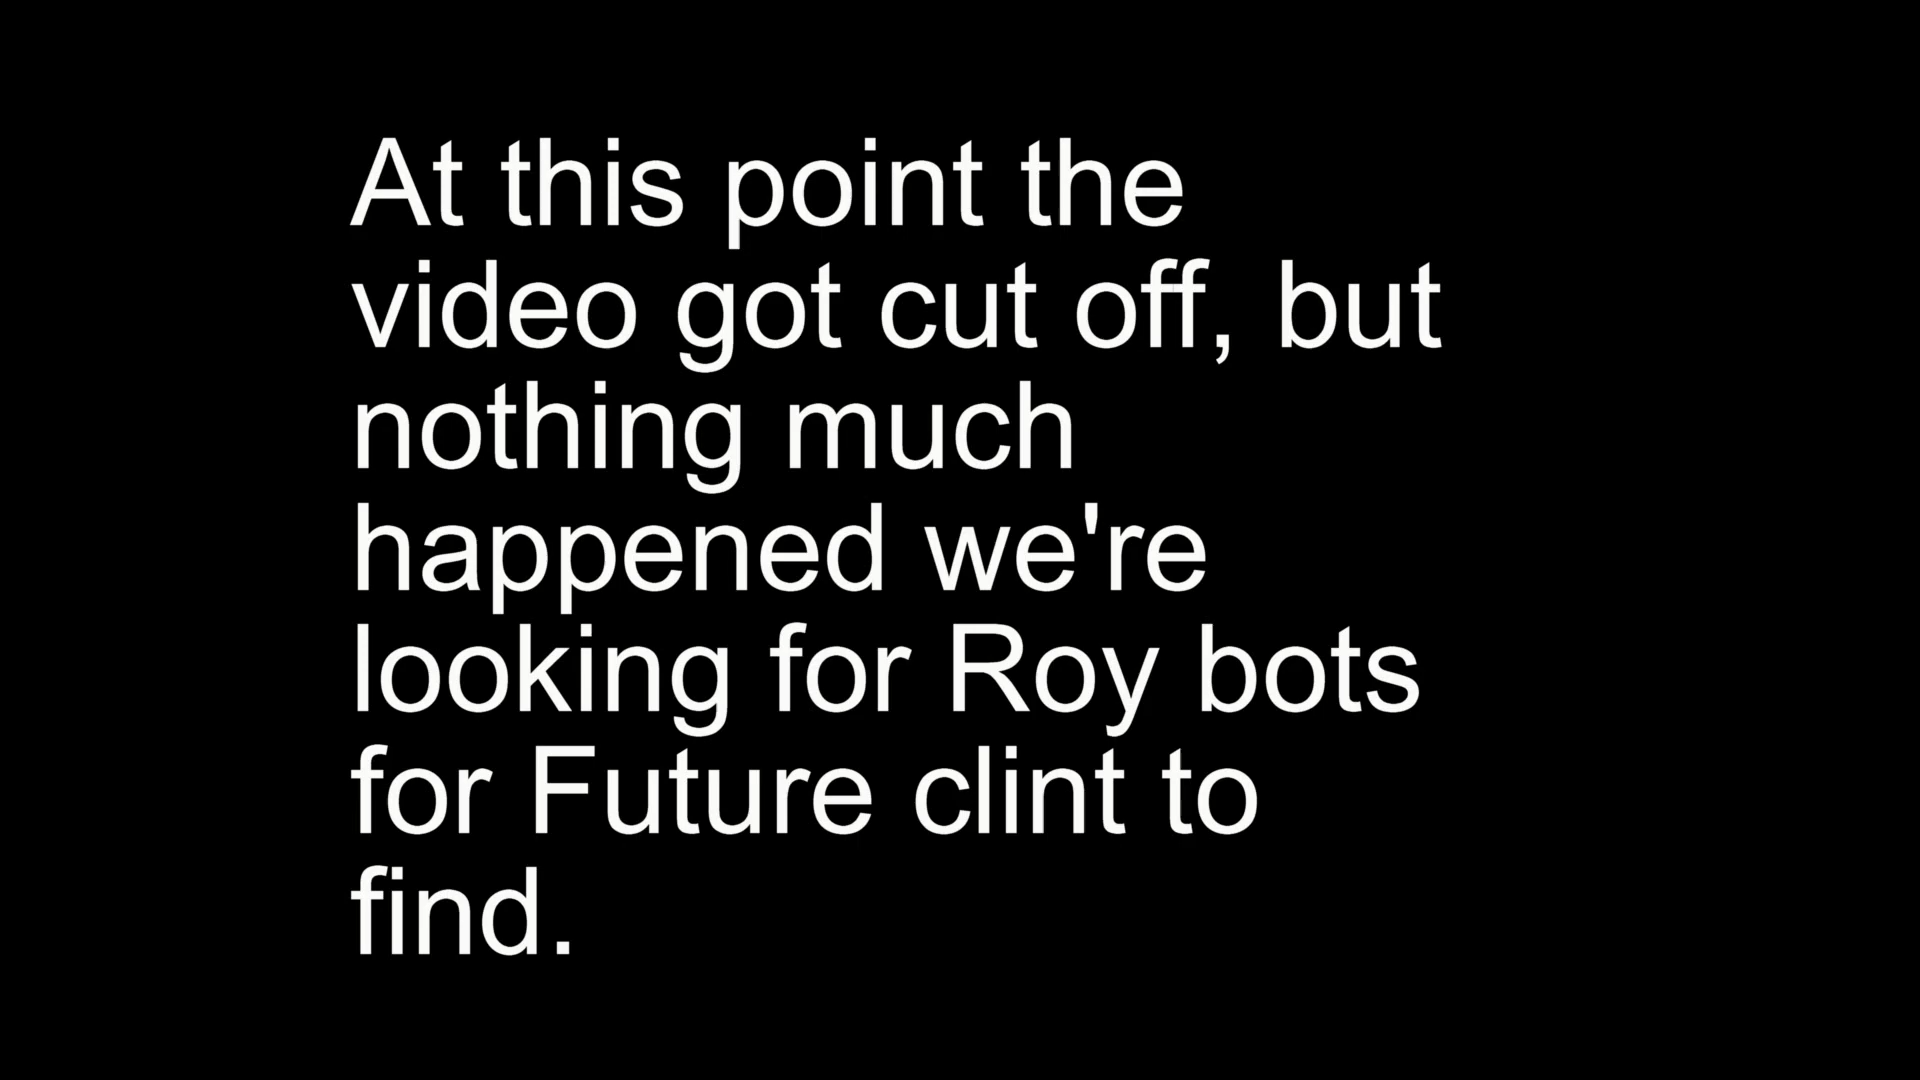 At this point the
video got cut off, but
nothing much
happened we're
looking for Roy bots
for Future clint to
find.